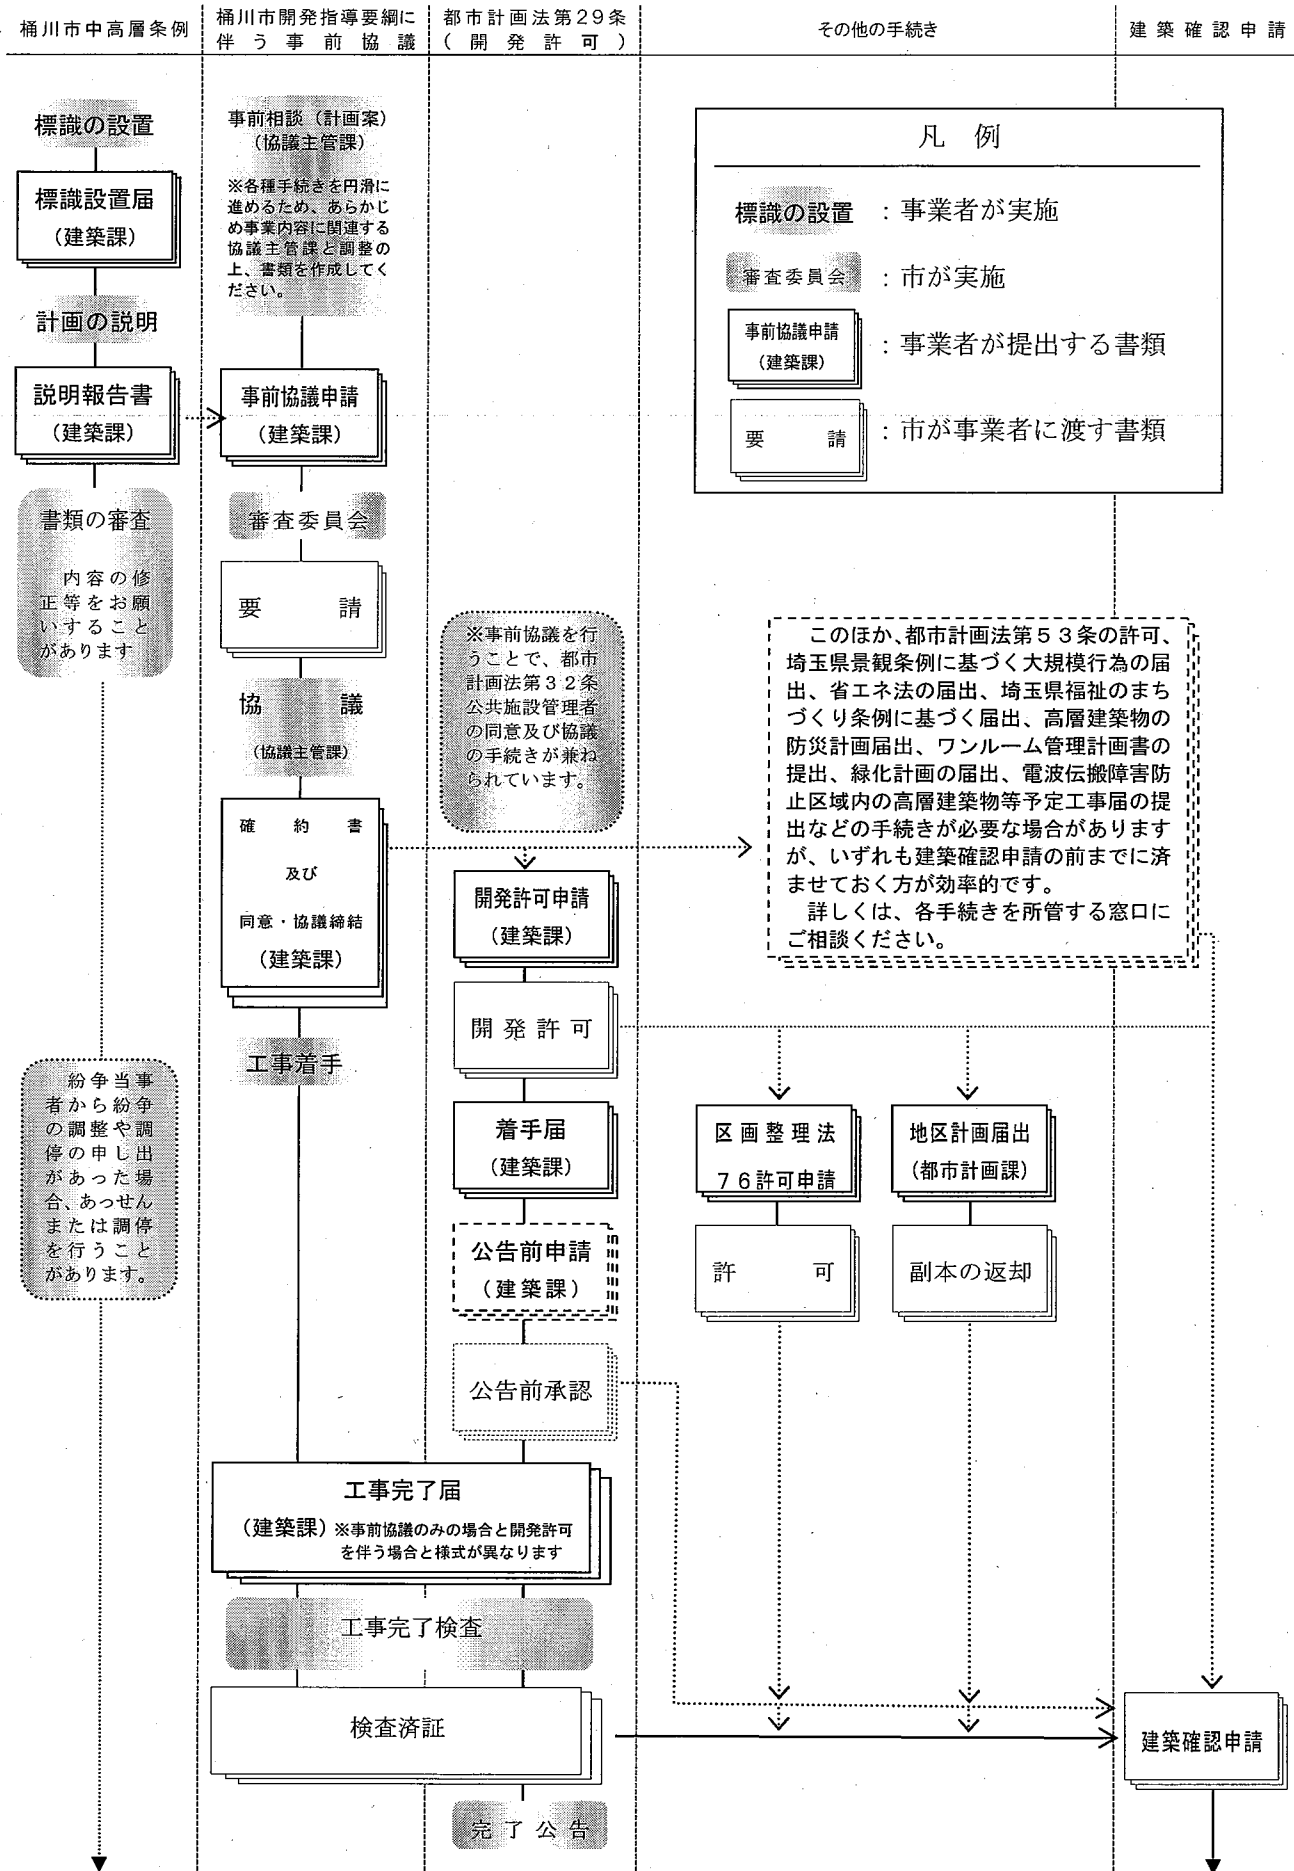 桶川市中高層条例
桶川市開発指導要綱に
伴う事前協議
都市計画法第29条
(開発許可)
その他の手続き
建築確認申請
標識の設置
標識設置届
(建築課)
計画の説明
説明報告書
(建築課)
書類の審査
内容の修
正等をお願
いすること
があります
紛争当事
者から紛争
の調整や調
停の申し出
があった場
合、あっせん
または調停
を行うこと
があります。
事前相談(計画案)
(協議主管課)
※各種手続きを円滑に
進めるため、あらかじ
め事業内容に関連する
協議主管課と調整の
上、書類を作成してく
ださい。
事前協議申請
(建築課)
審査委員会
要 請
協 議
(協議主管課)
確 約 書
及び
同意・協議締結
(建築課)
工事着手
※事前協議を行
うことで、都市
計画法第32条
公共施設管理者
の同意及び協議
の手続きが兼ね
られています。
開発許可申請
(建築課)
開発許可
着手届
(建築課)
公告前申請
(建築課)
公告前承認
工事完了届
(建築課)※事前協議のみの場合と開発許可
を伴う場合と様式が異なります
工事完了検査
検査済証
完了公告
凡 例
標識の設置 :事業者が実施
審査委員会 :市が実施
事前協議申請
(建築課)
:事業者が提出する書類
要 請 :市が事業者に渡す書類
このほか、都市計画法第53条の許可、
埼玉県景観条例に基づく大規模行為の届
出、省エネ法の届出、埼玉県福祉のまち
づくり条例に基づく届出、高層建築物の
防災計画届出、ワンルーム管理計画書の
提出、緑化計画の届出、電波伝搬障害防
止区域内の高層建築物等予定工事届の提
出などの手続きが必要な場合があります
が、いずれも建築確認申請の前までに済
ませておく方が効率的です。
詳しくは、各手続きを所管する窓口に
ご相談ください。
区画整理法
76許可申請
許 可
地区計画届出
(都市計画課)
副本の返却
建築確認申請